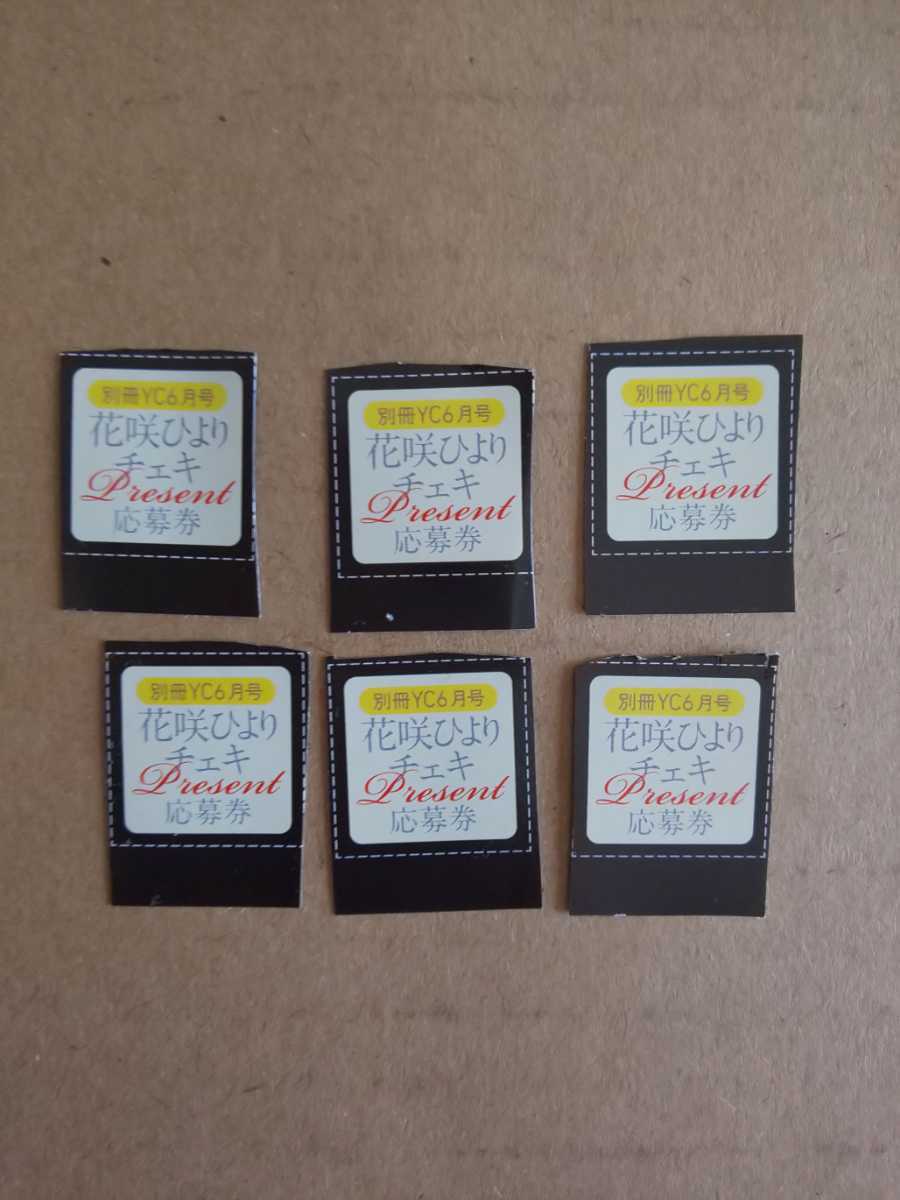 別冊YC6月号
花咲ひより
チェキ
Present
応募券
別冊YC6月号
花咲ひより
チェキ
Present
応募券
別冊YC6月号
花咲ひより
チェキ
Present
応募券
別冊YC6月号
花咲ひより
チェキ
Present
応募券
別冊YC6月号
花咲ひより
チェキ
Present
応募券
別冊YC6月号
花咲ひより
チェキ
Present
応募券